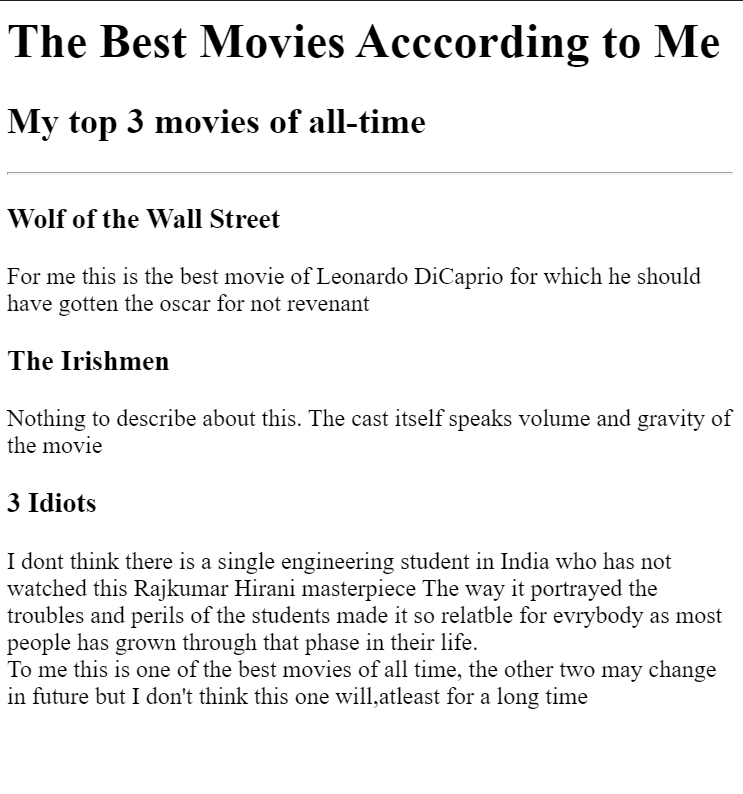 The Best Movies Acccording to Me
My top 3 movies of all-time
Wolf of the Wall Street
For me this is the best movie of Leonardo DiCaprio for which he should
have gotten the oscar for not revenant
The Irishmen
Nothing to describe about this. The cast itself speaks volume and gravity of
the movie
3 Idiots
I dont think there is a single engineering student in India who has not
watched this Rajkumar Hirani masterpiece The way it portrayed the
troubles and perils of the students made it so relatble for evrybody as most
people has grown through that phase in their life.
To me this is one of the best movies of all time, the other two may change
in future but I don't think this one will,atleast for a long time